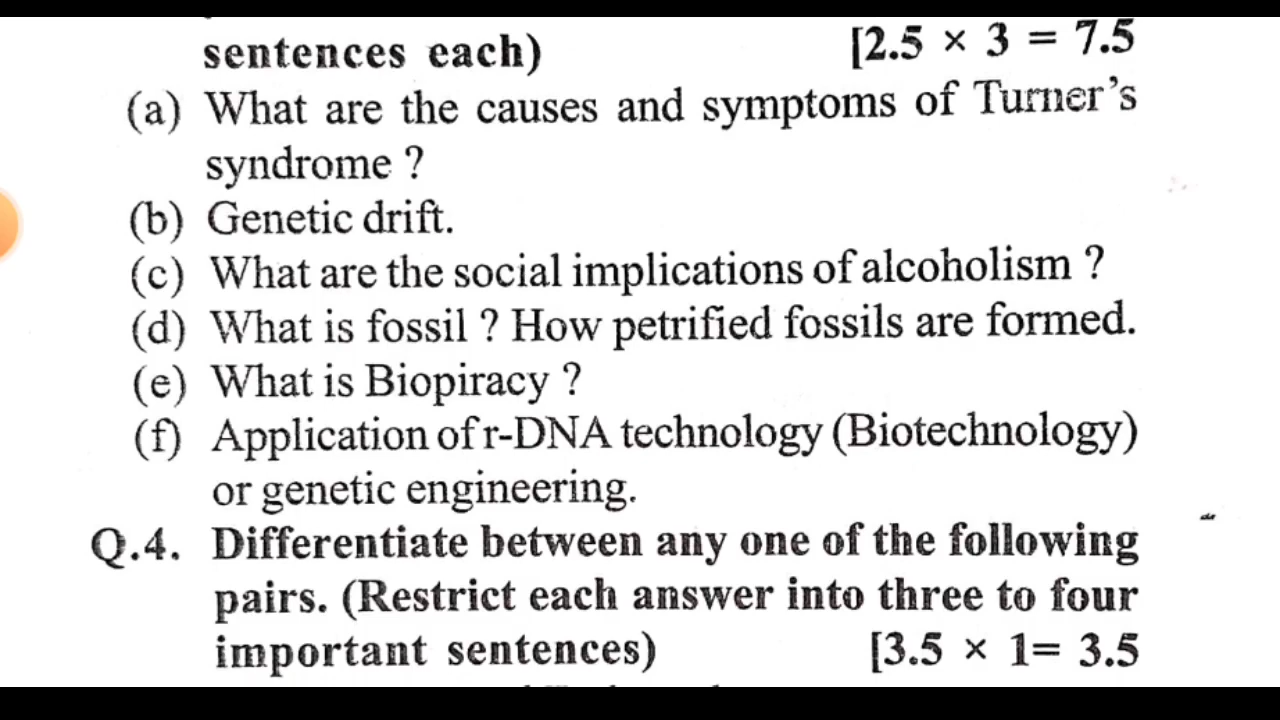 sentences each) [2.5 × 3 = 7.5
(a) What are the causes and symptoms of Turner's
syndrome ?
(b) Genetic drift.
(c) What are the social implications of alcoholism ?
(d) What is fossil ? How petrified fossils are formed.
(e) What is Biopiracy ?
(f) Application of r-DNA technology (Biotechnology)
or genetic engineering.
Q.4. Differentiate between any one of the following
pairs. (Restrict each answer into three to four
important sentences) [3.5 × 1= 3.5